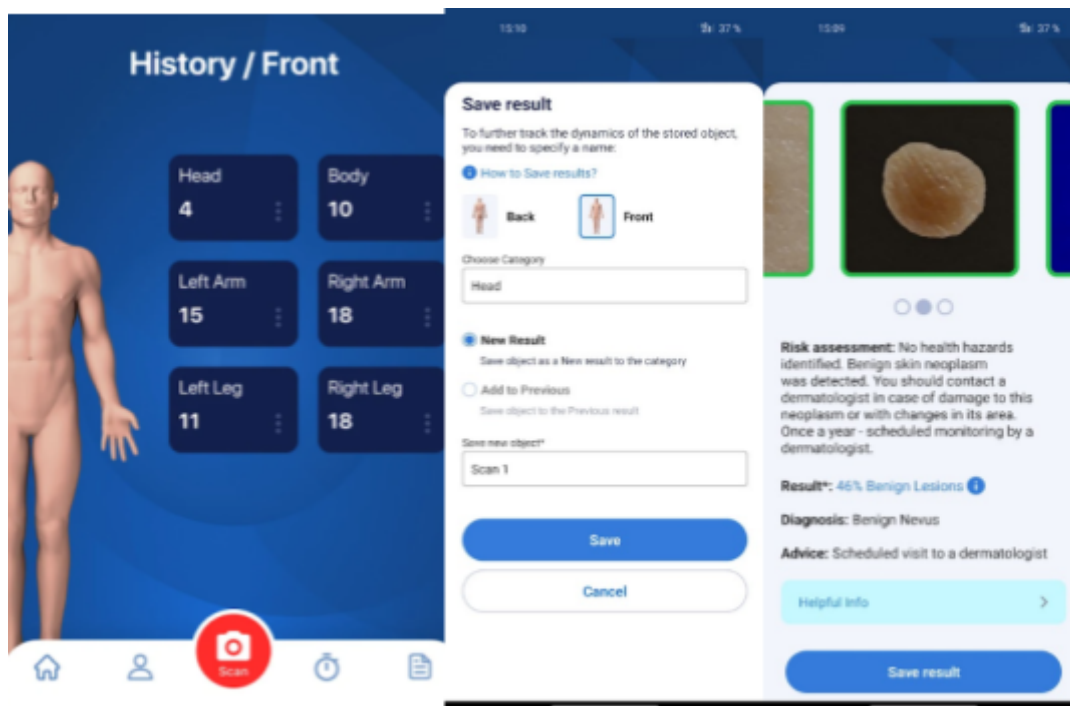 History / Front
Head
4
Body
10
Left Arm
15
Right Arm
18
Left Leg
11
Right Leg
18
Scan
15:10
37 %
Save result
To further track the dynamics of the stored object,
you need to specify a name:
How to Save results?
Back
Front
Choose Category
Head
New Result
Save object as a New result to the category
Add to Previous
Save object to the Previous result
Save new object*
Scan 1
Save
Cancel
15:09
37 %
Risk assessment: No health hazards
identified. Benign skin neoplasm
was detected. You should contact a
dermatologist in case of damage to this
neoplasm or with changes in its area.
Once a year - scheduled monitoring by a
dermatologist.
Result*: 46% Benign Lesions
Diagnosis: Benign Nevus
Advice: Scheduled visit to a dermatologist
Helpful Info
Save result